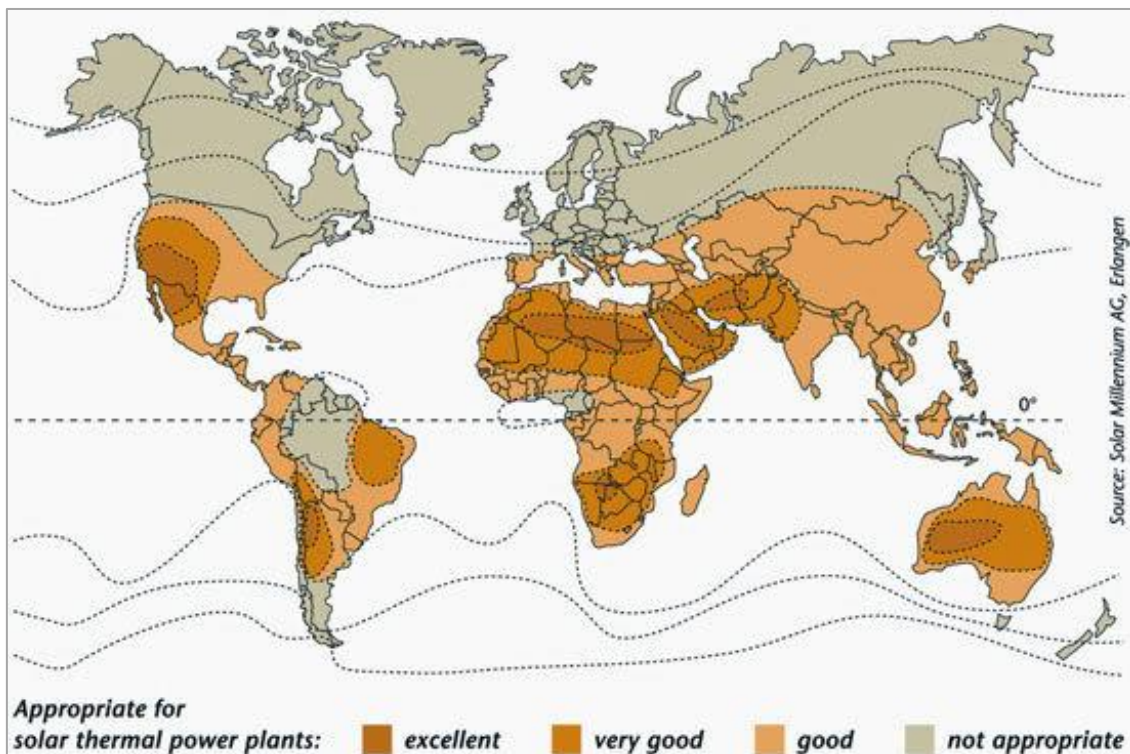 0°
Source: Solar Millennium AG, Erlangen
Appropriate for
solar thermal power plants: excellent very good good not appropriate